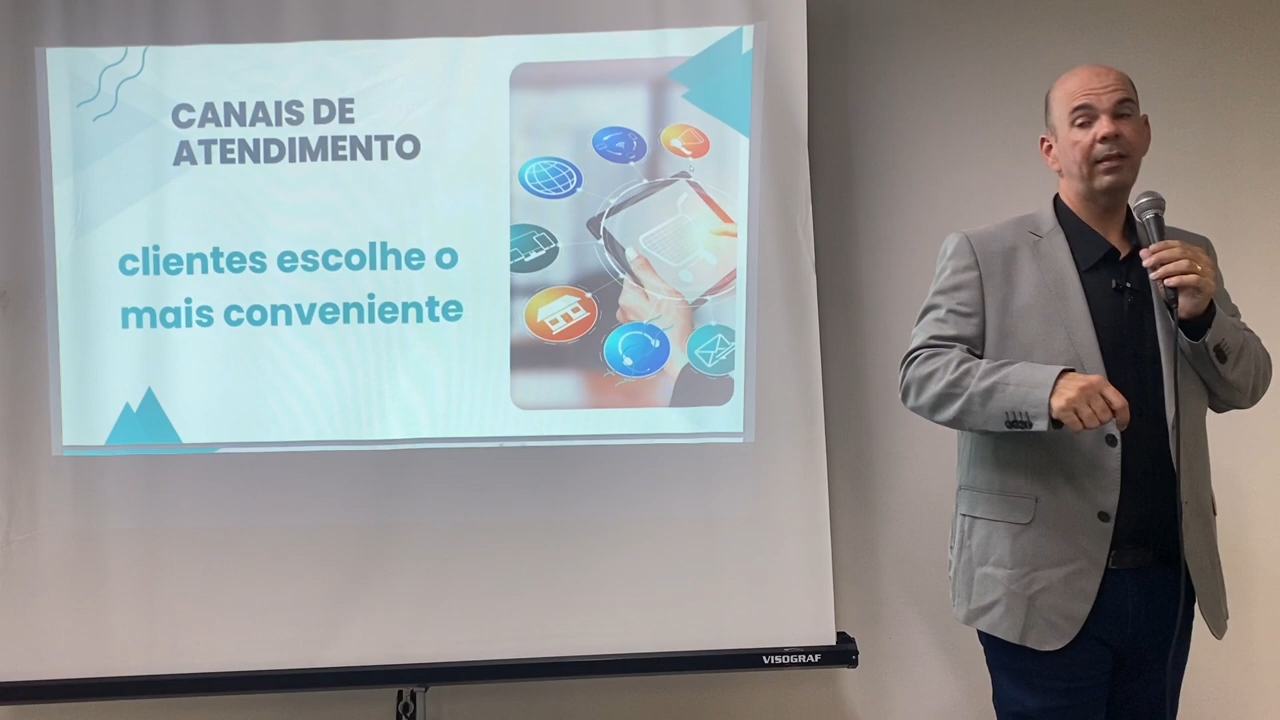 CANAIS DE
ATENDIMENTO
clientes escolhe o
mais conveniente
VISOGRAF